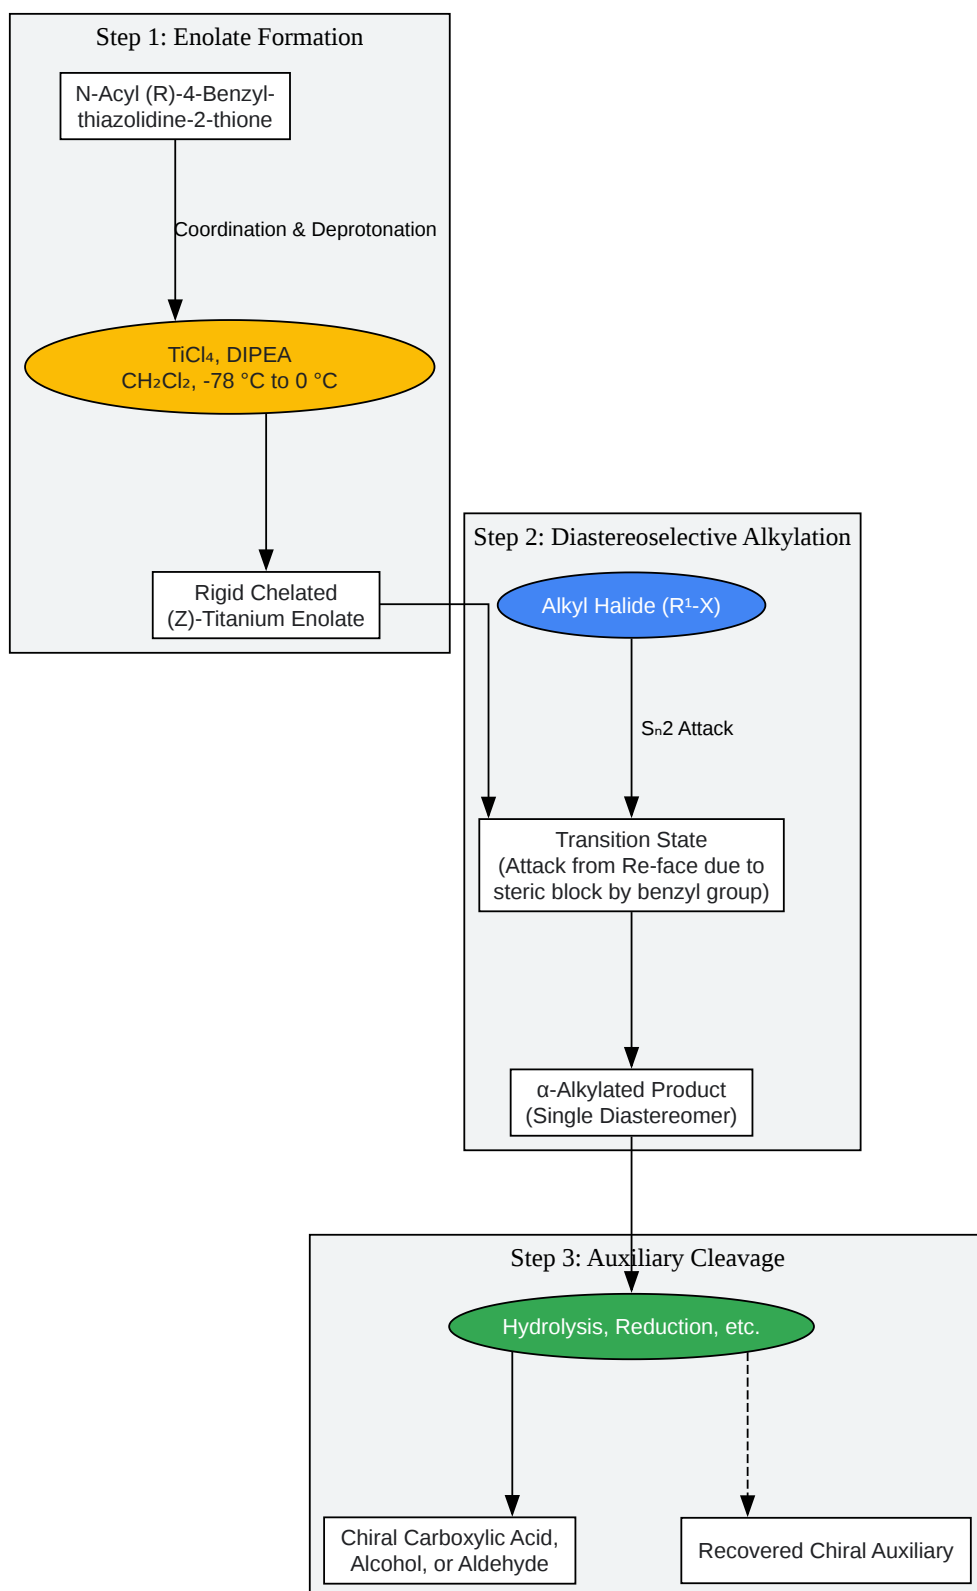 Step 1: Enolate Formation
N-Acyl (R)-4-Benzyl-
thiazolidine-2-thione
Coordination & Deprotonation
TiCl₄, DIPEA
CH₂Cl₂, -78 °C to 0 °C
Rigid Chelated
(Z)-Titanium Enolate
Step 2: Diastereoselective Alkylation
Alkyl Halide (R¹-X)
Sₙ2 Attack
Transition State
(Attack from Re-face due to
steric block by benzyl group)
α-Alkylated Product
(Single Diastereomer)
Step 3: Auxiliary Cleavage
Hydrolysis, Reduction, etc.
Chiral Carboxylic Acid,
Alcohol, or Aldehyde
Recovered Chiral Auxiliary